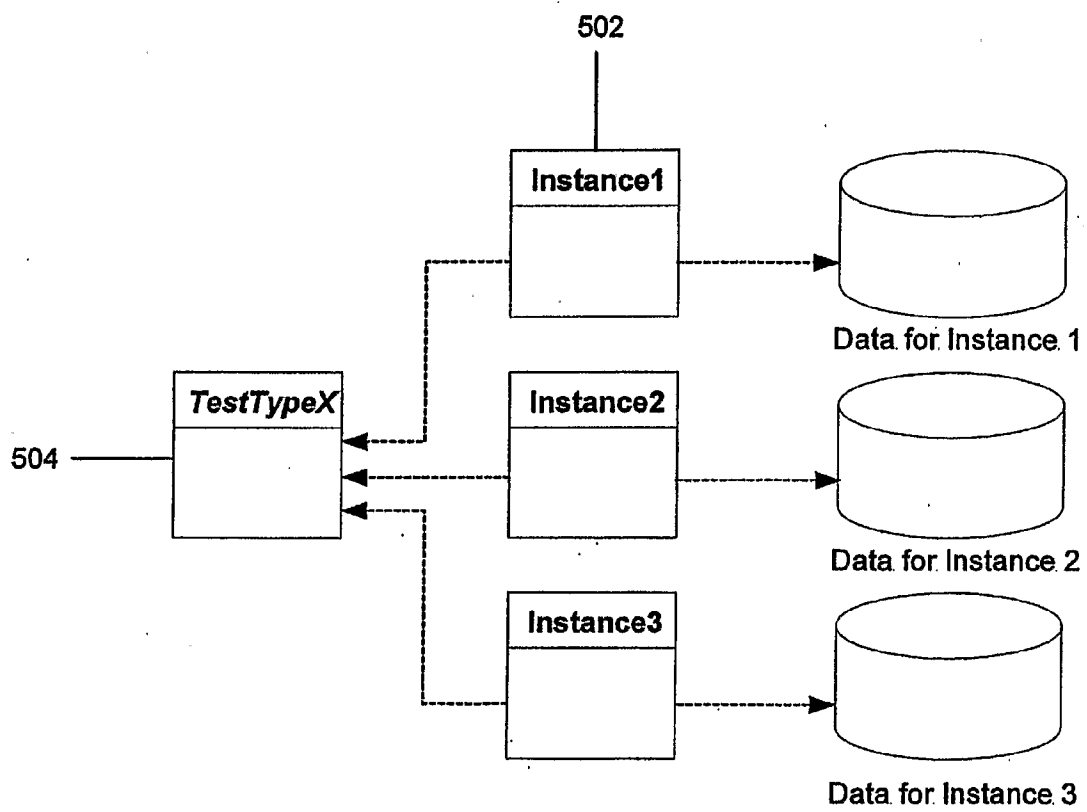 502
Instance1
Data for Instance 1
TestTypeX
504
Instance2
Data for Instance 2
Instance3
Data for Instance 3